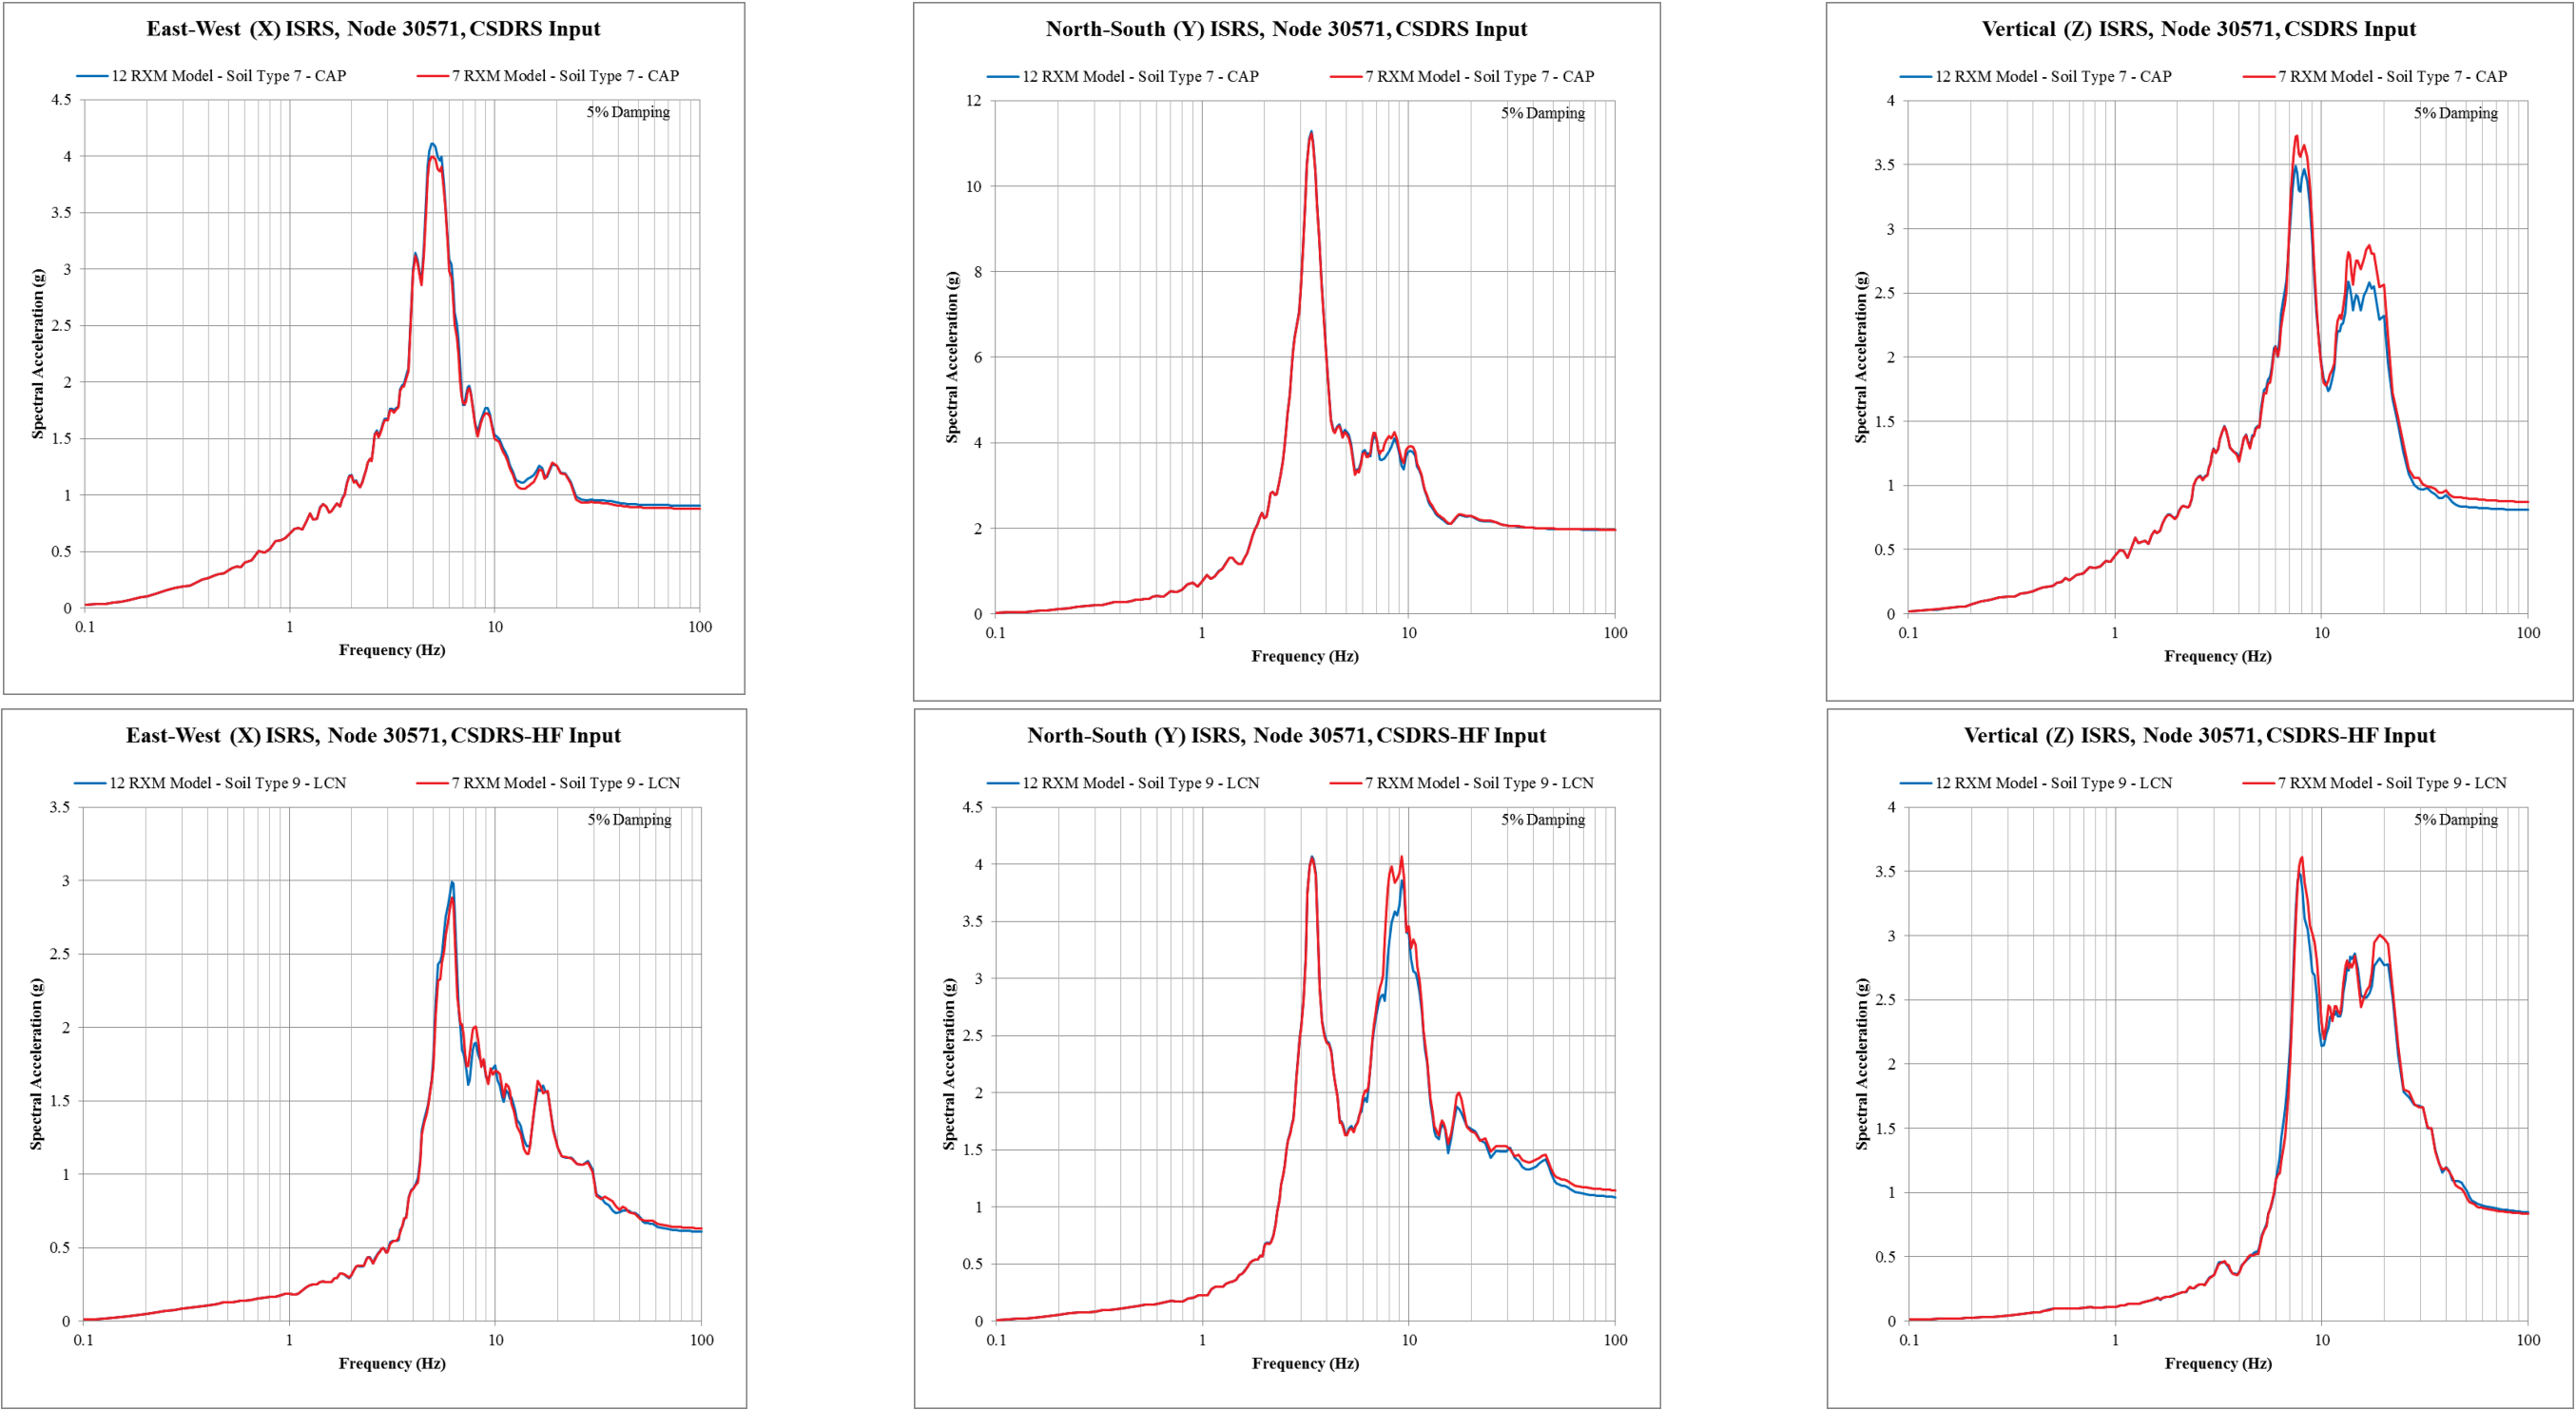 East-West (X) ISRS, Node 30571, CSDRS Input
12 RXM Model - Soil Type 7 - CAP
7 RXM Model - Soil Type 7 - CAP
5% Damping
Spectral Acceleration (g)
4.5
4
3.5
3
2.5
2
1.5
1
0.5
0
0.1
1
10
100
Frequency (Hz)
North-South (Y) ISRS, Node 30571, CSDRS Input
12 RXM Model - Soil Type 7 - CAP
7 RXM Model - Soil Type 7 - CAP
5% Damping
Spectral Acceleration (g)
12
10
8
6
4
2
0
0.1
1
10
100
Frequency (Hz)
Vertical (Z) ISRS, Node 30571, CSDRS Input
12 RXM Model - Soil Type 7 - CAP
7 RXM Model - Soil Type 7 - CAP
5% Damping
Spectral Acceleration (g)
4
3.5
3
2.5
2
1.5
1
0.5
0
0.1
1
10
100
Frequency (Hz)
East-West (X) ISRS, Node 30571, CSDRS-HF Input
12 RXM Model - Soil Type 9 - LCN
7 RXM Model - Soil Type 9 - LCN
5% Damping
Spectral Acceleration (g)
3.5
3
2.5
2
1.5
1
0.5
0
0.1
1
10
100
Frequency (Hz)
North-South (Y) ISRS, Node 30571, CSDRS-HF Input
12 RXM Model - Soil Type 9 - LCN
7 RXM Model - Soil Type 9 - LCN
5% Damping
Spectral Acceleration (g)
4.5
4
3.5
3
2.5
2
1.5
1
0.5
0
0.1
1
10
100
Frequency (Hz)
Vertical (Z) ISRS, Node 30571, CSDRS-HF Input
12 RXM Model - Soil Type 9 - LCN
7 RXM Model - Soil Type 9 - LCN
5% Damping
Spectral Acceleration (g)
4
3.5
3
2.5
2
1.5
1
0.5
0
0.1
1
10
100
Frequency (Hz)